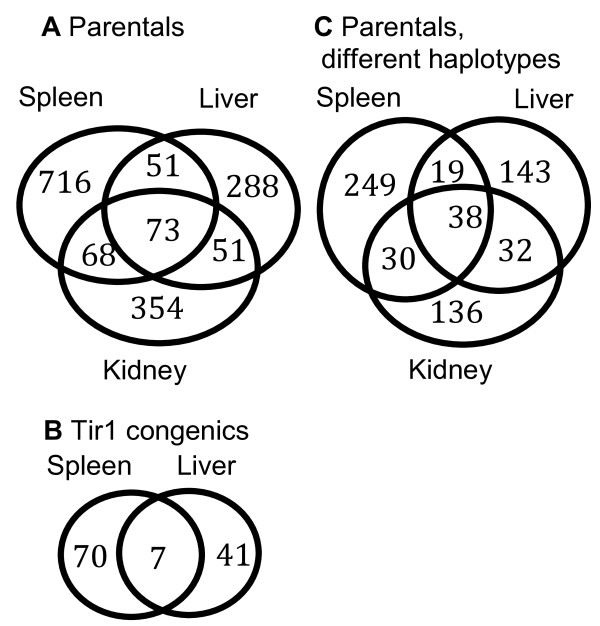 A Parentals
Spleen Liver
716 51 288
73
68 51
354
Kidney
C Parentals,
different haplotypes
Spleen Liver
249 19 143
38
30 32
136
Kidney
B Tir1 congenics
Spleen Liver
70 7 41